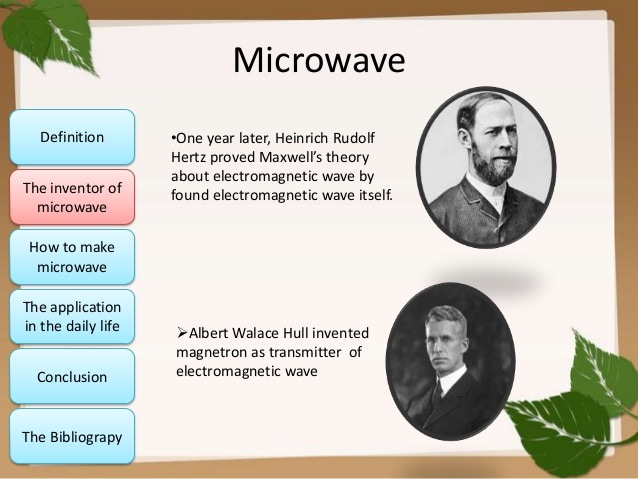 Microwave
Definition
The inventor of
microwave
How to make
microwave
The application
in the daily life
Conclusion
The Bibliograpy
•One year later, Heinrich Rudolf
Hertz proved Maxwell's theory
about electromagnetic wave by
found electromagnetic wave itself.
➢Albert Walace Hull invented
magnetron as transmitter of
electromagnetic wave